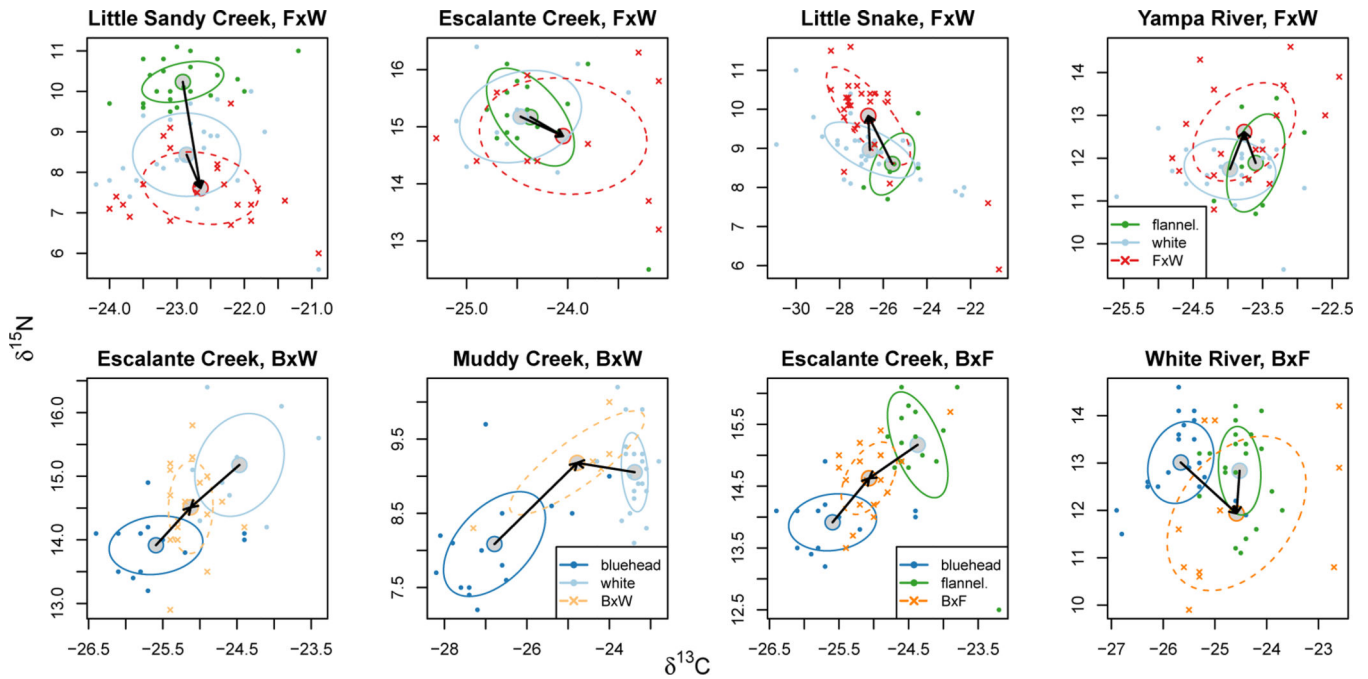 Little Sandy Creek, FxW
Escalante Creek, FxW
Little Snake, FxW
Yampa River, FxW
11
10
9
8
7
6
−24.0 −23.0 −22.0 −21.0
16
15
14
13
−25.0 −24.0
11
10
9
8
7
6
−30 −28 −26 −24 −22
14
13
12
11
10
flannel.
white
FxW
−25.5 −24.5 −23.5 −22.5
δ15N
Escalante Creek, BxW
Muddy Creek, BxW
Escalante Creek, BxF
White River, BxF
16.0
15.0
14.0
13.0
−26.5 −25.5 −24.5 −23.5
9.5
8.5
7.5
bluehead
white
BxW
−28 −27 −26 −25 −24
15.5
14.5
13.5
12.5
bluehead
flannel.
BxF
−26.5 −25.5 −24.5 −23.5
14
13
12
11
10
−27 −26 −25 −24 −23
δ13C